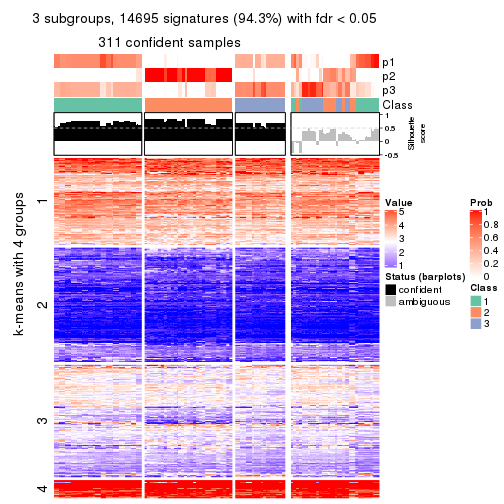 3 subgroups, 14695 signatures (94.3%) with fdr < 0.05
311 confident samples
p1
p2
p3
Class
1
0.5
0
-0.5
Silhouette
score
k-means with 4 groups
1
2
3
4
Value
5
4
3
2
1
Status (barplots)
confident
ambiguous
Prob
1
0.8
0.6
0.4
0.2
0
Class
1
2
3